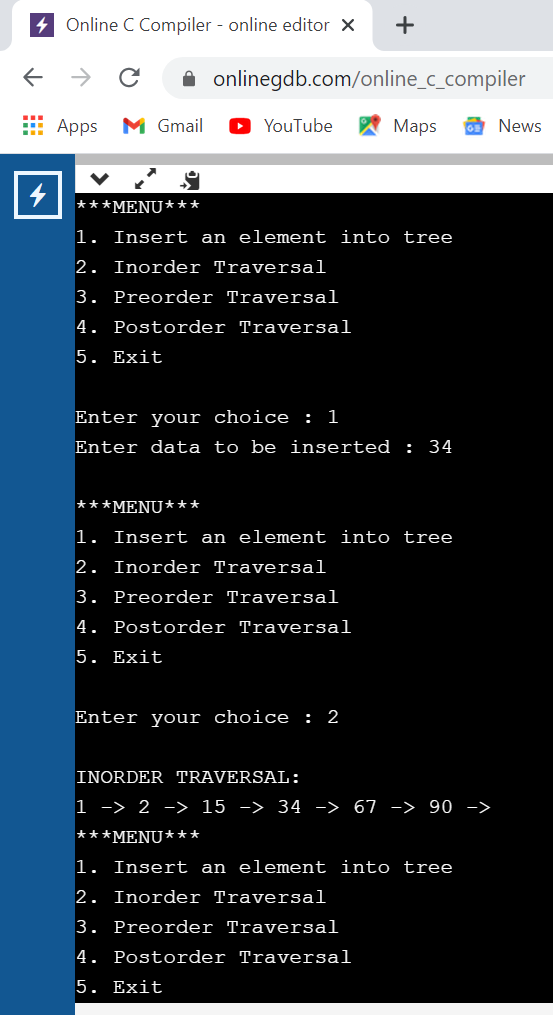 Online C Compiler - online editor
onlinegdb.com/online_c_compiler
Apps Gmail YouTube Maps News
***MENU***
1. Insert an element into tree
2. Inorder Traversal
3. Preorder Traversal
4. Postorder Traversal
5. Exit
Enter your choice : 1
Enter data to be inserted : 34
***MENU***
1. Insert an element into tree
2. Inorder Traversal
3. Preorder Traversal
4. Postorder Traversal
5. Exit
Enter your choice : 2
INORDER TRAVERSAL:
1 -> 2 -> 15 -> 34 -> 67 -> 90 ->
***MENU***
1. Insert an element into tree
2. Inorder Traversal
3. Preorder Traversal
4. Postorder Traversal
5. Exit